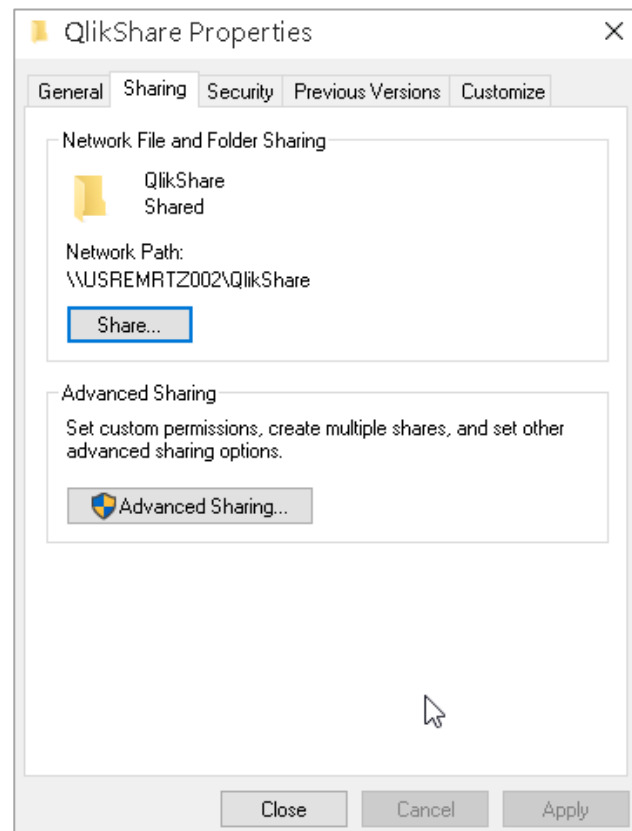 QlikShare Properties
General Sharing Security Previous Versions Customize
Network File and Folder Sharing
QlikShare
Shared
Network Path:
\\USREMRTZ002\QlikShare
Share...
Advanced Sharing
Set custom permissions, create multiple shares, and set other
advanced sharing options.
Advanced Sharing...
Close Cancel Apply